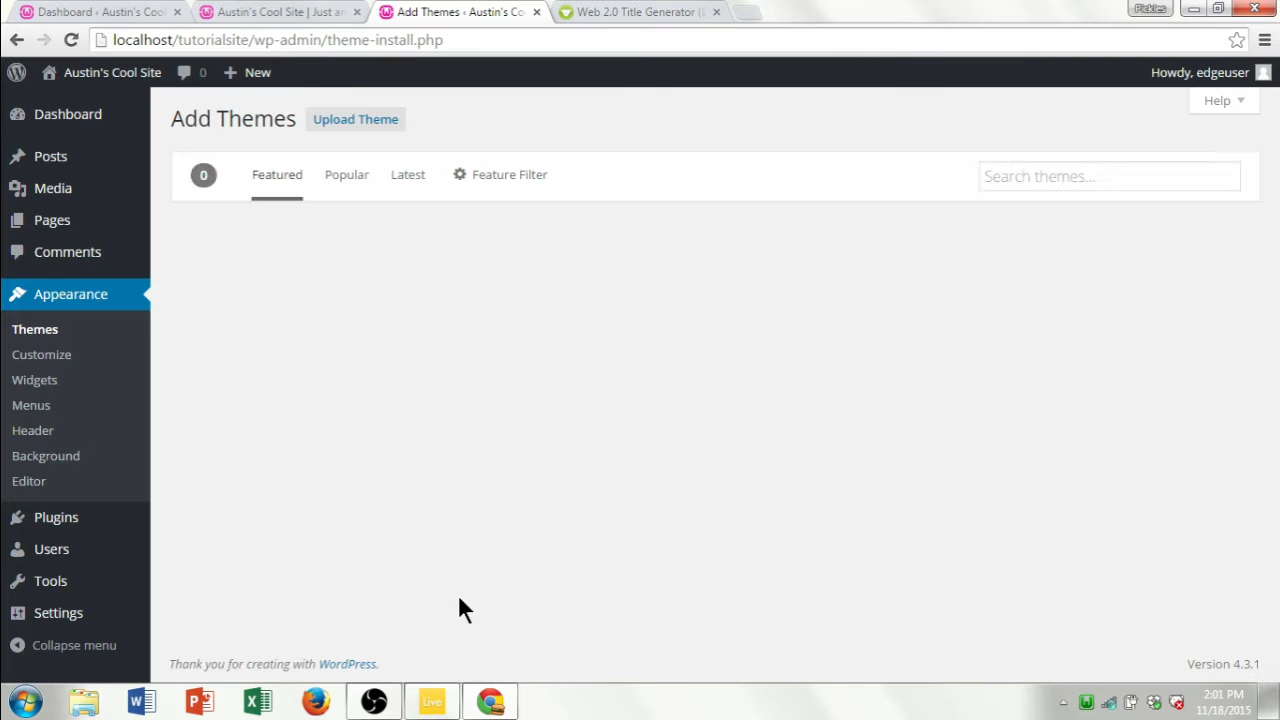 Dashboard ‹ Austin's Cool
Austin's Cool Site | Just an
Add Themes ‹ Austin's Co
Web 2.0 Title Generator (
Pickles
localhost/tutorialsite/wp-admin/theme-install.php
Austin's Cool Site
0
New
Howdy, edgeuser
Dashboard
Posts
Media
Pages
Comments
Appearance
Themes
Customize
Widgets
Menus
Header
Background
Editor
Plugins
Users
Tools
Settings
Collapse menu
Help
Add Themes
Upload Theme
0
Featured
Popular
Latest
Feature Filter
Search themes...
Thank you for creating with WordPress.
Version 4.3.1
Live
2:01 PM
11/18/2015